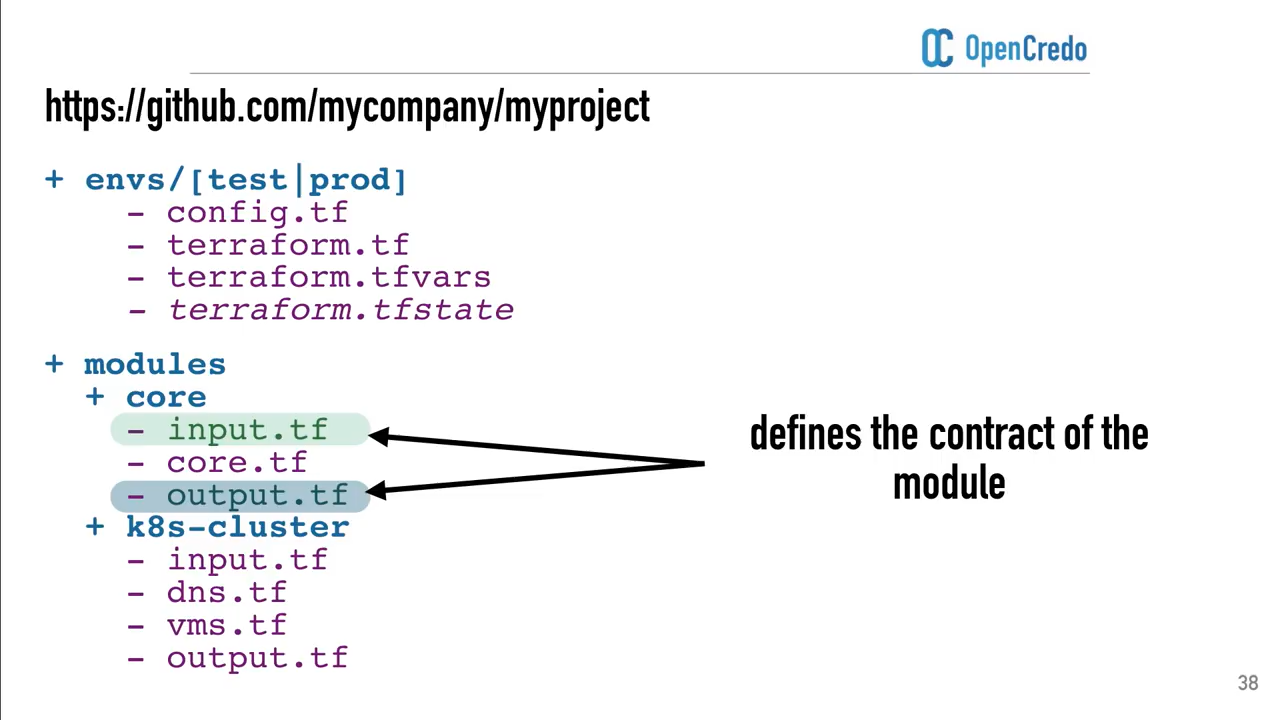 OpenCredo
https://github.com/mycompany/myproject
+ envs/[test|prod]
- config.tf
- terraform.tf
- terraform.tfvars
- terraform.tfstate
+ modules
+ core
- input.tf
- core.tf
- output.tf
+ k8s-cluster
- input.tf
- dns.tf
- vms.tf
- output.tf
defines the contract of the
module
38